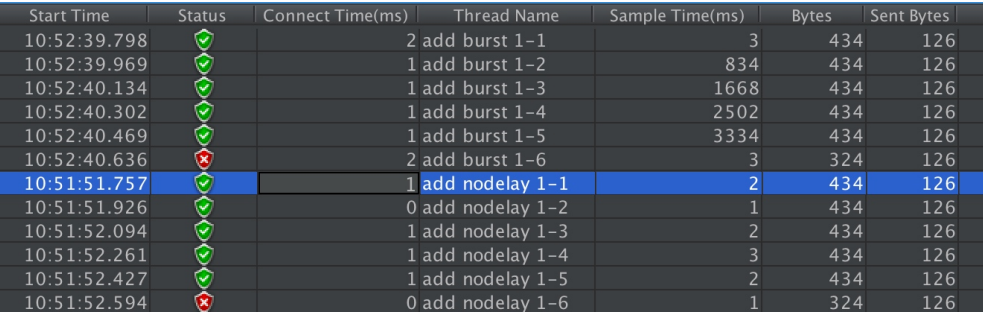 Start Time Status Connect Time(ms) Thread Name Sample Time(ms) Bytes Sent Bytes
10:52:39.798 2 add burst 1-1 3 434 126
10:52:39.969 1 add burst 1-2 834 434 126
10:52:40.134 1 add burst 1-3 1668 434 126
10:52:40.302 1 add burst 1-4 2502 434 126
10:52:40.469 1 add burst 1-5 3334 434 126
10:52:40.636 2 add burst 1-6 3 324 126
10:51:51.757 1 add nodelay 1-1 2 434 126
10:51:51.926 0 add nodelay 1-2 1 434 126
10:51:52.094 1 add nodelay 1-3 2 434 126
10:51:52.261 1 add nodelay 1-4 3 434 126
10:51:52.427 1 add nodelay 1-5 2 434 126
10:51:52.594 0 add nodelay 1-6 1 324 126